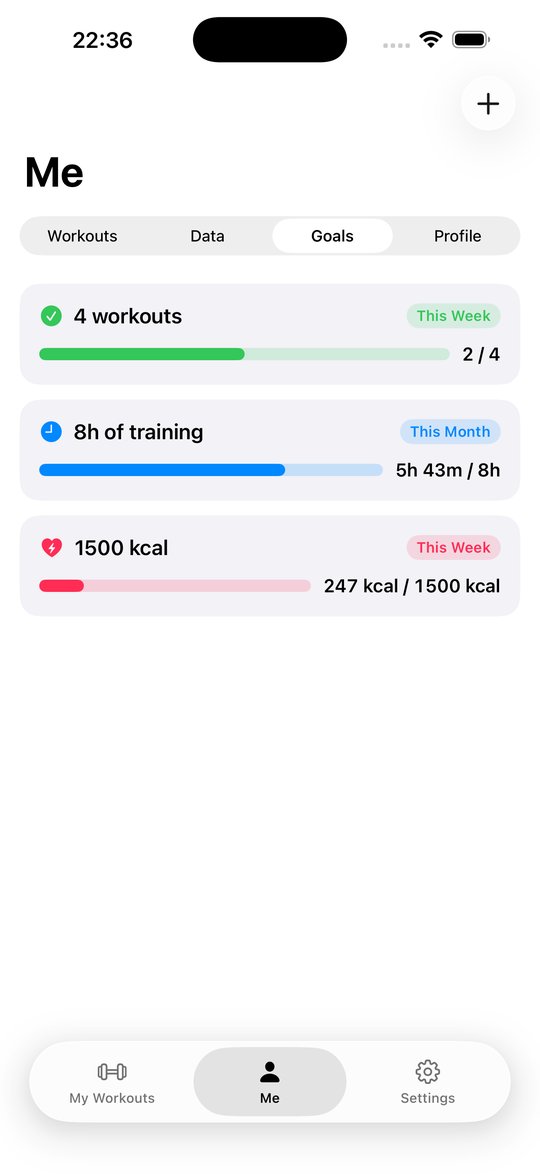 22:36
Me
Workouts Data Goals Profile
4 workouts This Week
2 / 4
8h of training This Month
5h 43m / 8h
1500 kcal This Week
247 kcal / 1500 kcal
My Workouts Me Settings